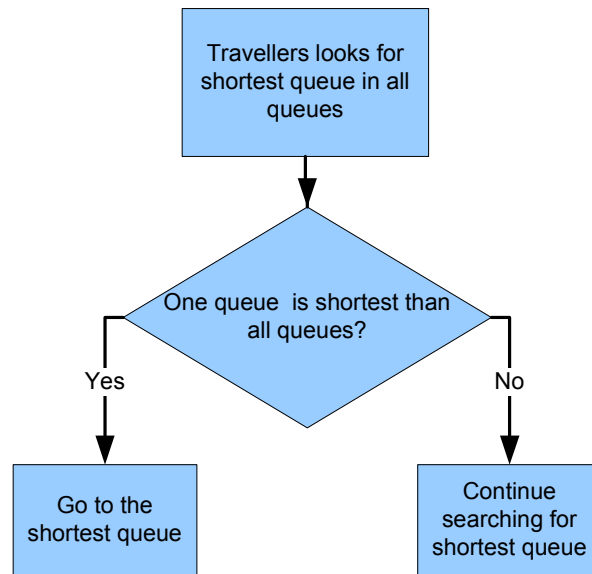 Travellers looks for
shortest queue in all
queues
One queue is shortest than
all queues?
Yes
No
Go to the
shortest queue
Continue
searching for
shortest queue